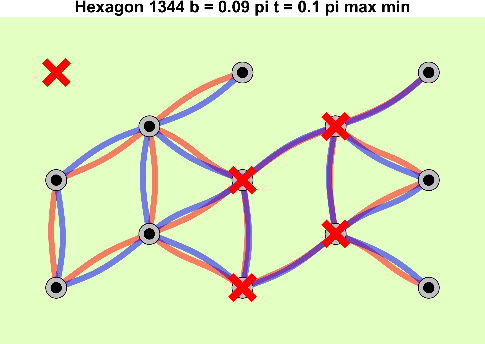 Hexagon 1344 b = 0.09 pi t = 0.1 pi max min